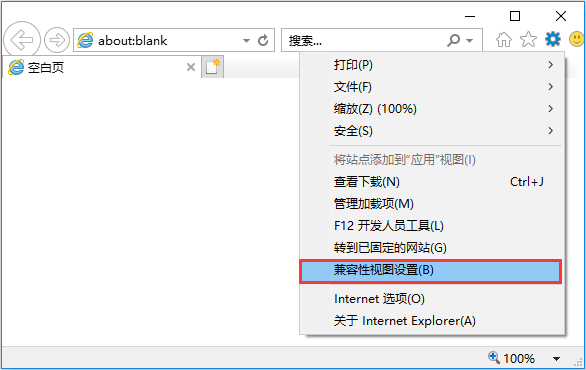 about:blank
搜索...
空白页
打印(P)
文件(F)
缩放(Z) (100%)
安全(S)
将站点添加到“应用”视图(I)
查看下载(N) Ctrl+J
管理加载项(M)
F12 开发人员工具(L)
转到已固定的网站(G)
兼容性视图设置(B)
Internet 选项(O)
关于 Internet Explorer(A)
100%